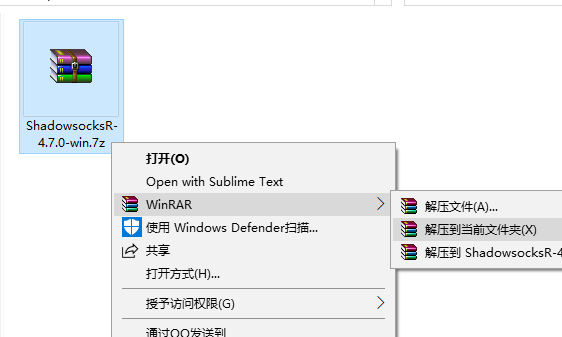 ShadowsocksR-
4.7.0-win.7z
打开(O)
Open with Sublime Text
WinRAR
解压文件(A)...
解压到当前文件夹(X)
解压到 ShadowsocksR-4
使用 Windows Defender扫描...
共享
打开方式(H)...
授予访问权限(G)
通过QQ发送到